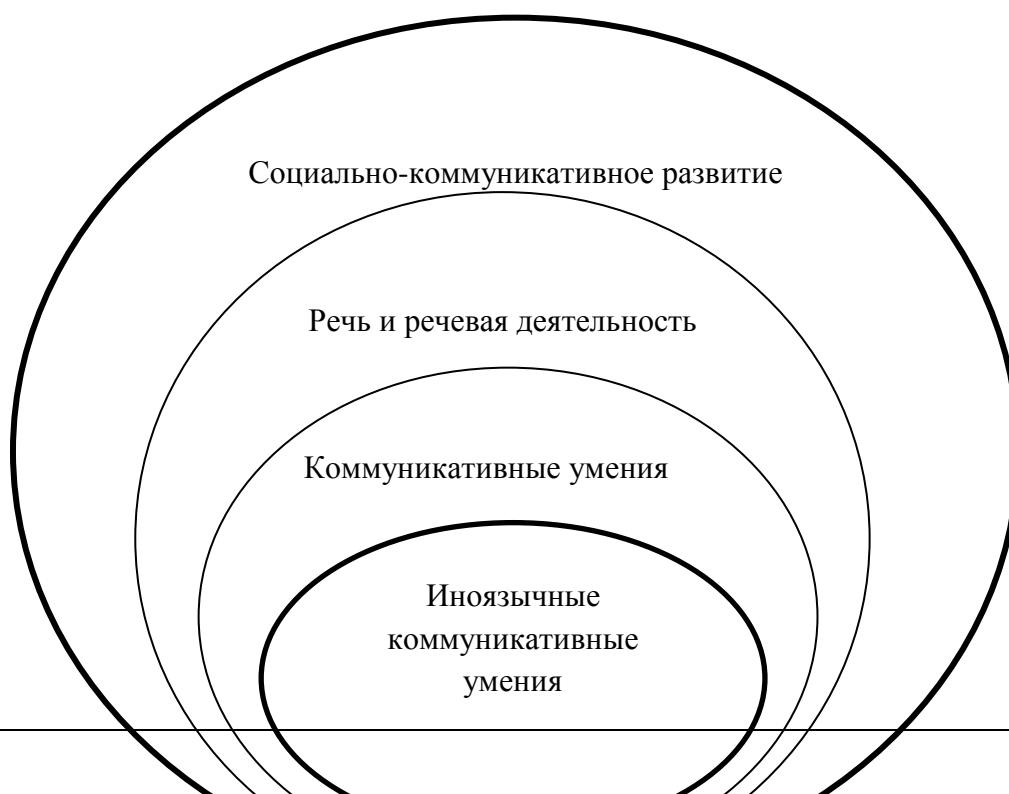 Социально-коммуникативное развитие
Речь и речевая деятельность
Коммуникативные умения
Иноязычные
коммуникативные
умения